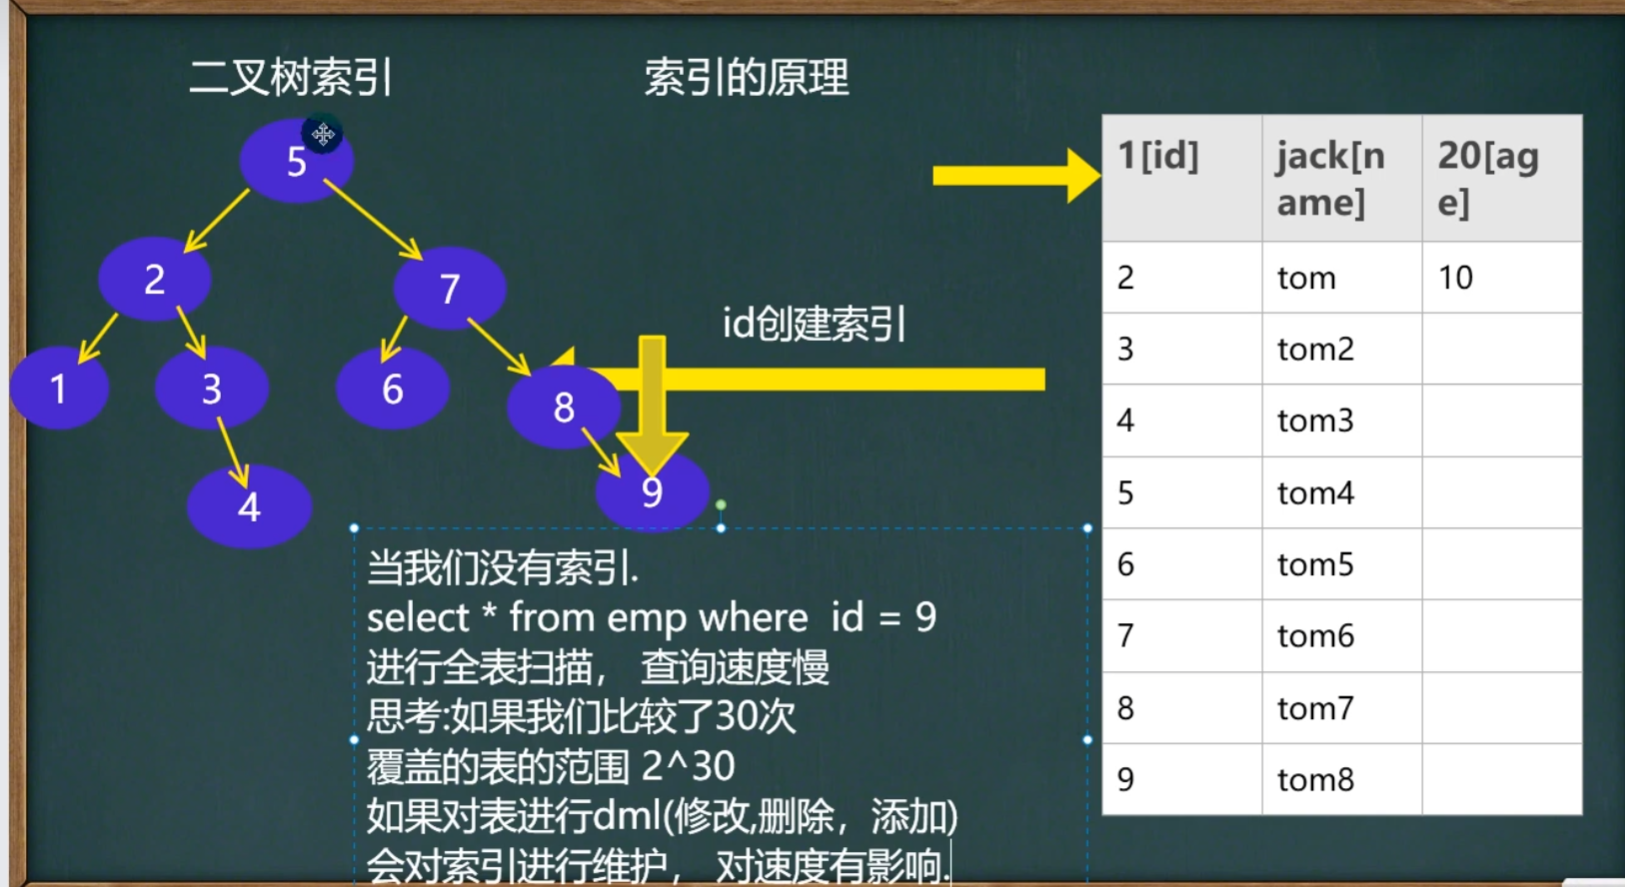 二叉树索引
索引的原理
5
2
7
1
3
6
8
4
9
id创建索引
当我们没有索引.
select * from emp where  id = 9
进行全表扫描， 查询速度慢
思考:如果我们比较了30次
覆盖的表的范围 2^30
如果对表进行dml(修改,删除，添加)
会对索引进行维护， 对速度有影响.
1[id] jack[n 20[ag
ame] e]
2 tom 10
3 tom2
4 tom3
5 tom4
6 tom5
7 tom6
8 tom7
9 tom8